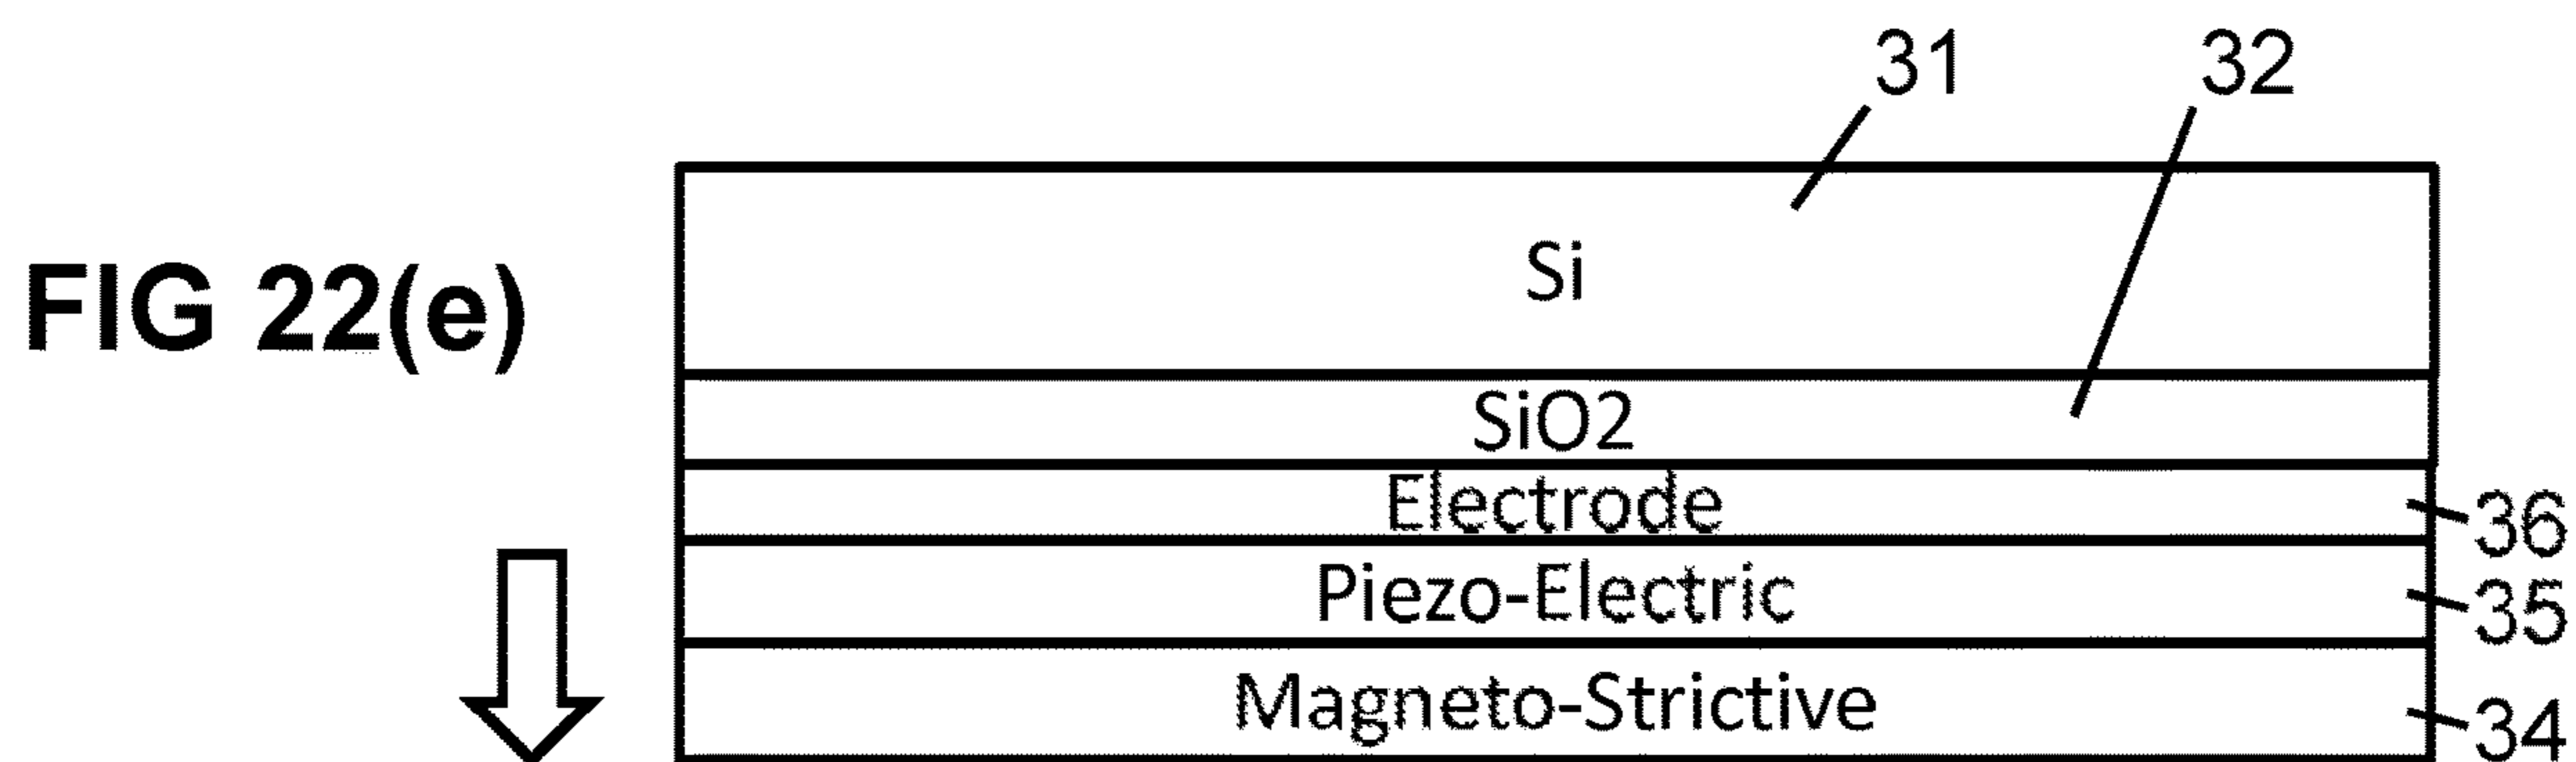 31 32
Si
FIG 22(e)
SiO2
Electrode
36
Piezo-Electric
35
Magneto-Strictive
34